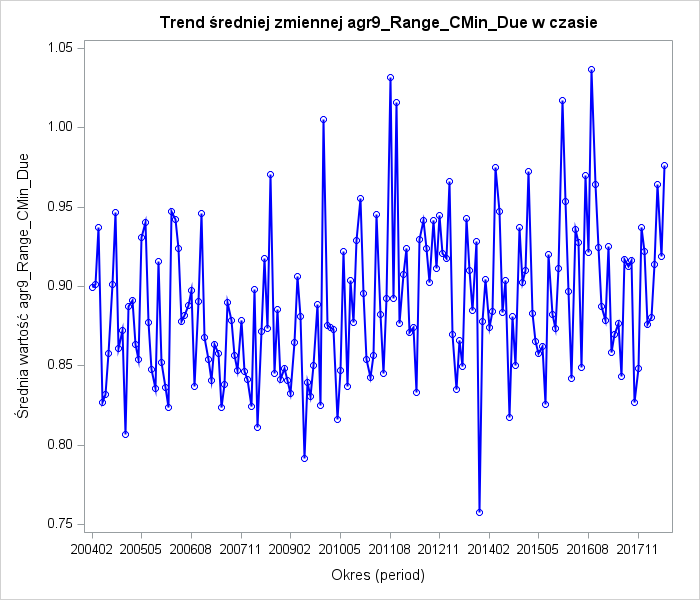 Trend średniej zmiennej agr9_Range_CMin_Due w czasie
1.05
1.00
0.95
0.90
0.85
0.80
0.75
Średnia wartość agr9_Range_CMin_Due
200402 200505 200608 200711 200902 201005 201108 201211 201402 201505 201608 201711
Okres (period)